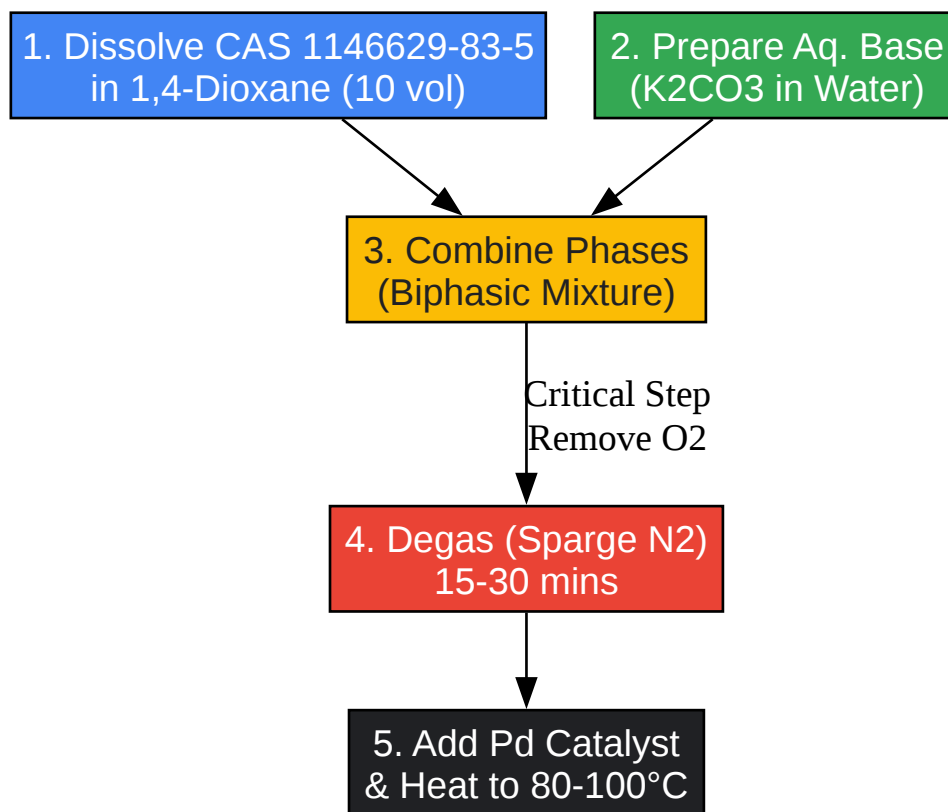 1. Dissolve CAS 1146629-83-5
in 1,4-Dioxane (10 vol)
2. Prepare Aq. Base
(K2CO3 in Water)
3. Combine Phases
(Biphasic Mixture)
Critical Step
Remove O2
4. Degas (Sparge N2)
15-30 mins
5. Add Pd Catalyst
& Heat to 80-100°C